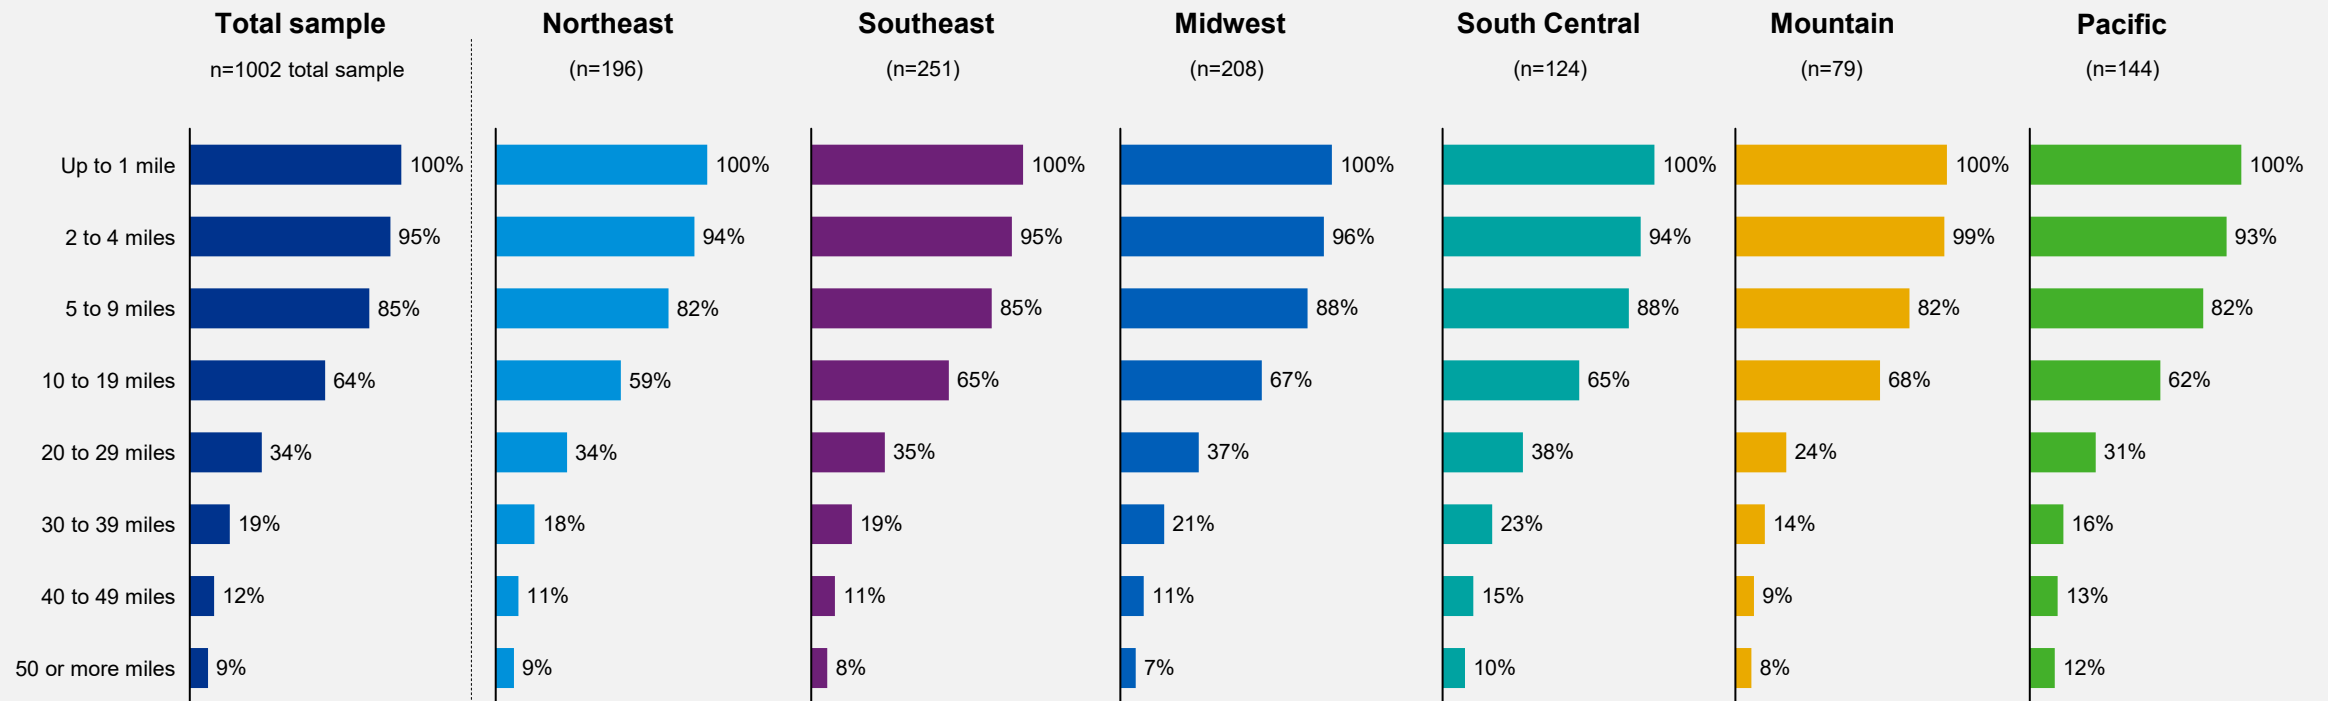 Total sample Northeast Southeast Midwest South Central Mountain Pacific
n=1002 total sample (n=196) (n=251) (n=208) (n=124) (n=79) (n=144)
Up to 1 mile 100% 100% 100% 100% 100% 100% 100%
2 to 4 miles 95% 94% 95% 96% 94% 99% 93%
5 to 9 miles 85% 82% 85% 88% 88% 82% 82%
10 to 19 miles 64% 59% 65% 67% 65% 68% 62%
20 to 29 miles 34% 34% 35% 37% 38% 24% 31%
30 to 39 miles 19% 18% 19% 21% 23% 14% 16%
40 to 49 miles 12% 11% 11% 11% 15% 9% 13%
50 or more miles 9% 9% 8% 7% 10% 8% 12%